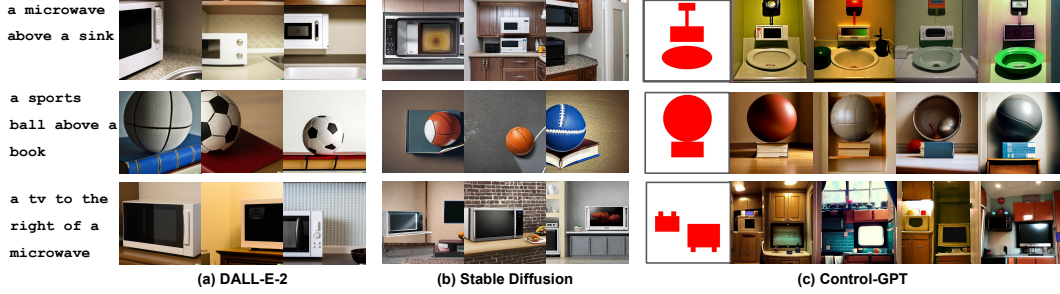 a microwave
above a sink
a sports
ball above a
book
a tv to the
right of a
microwave
(a) DALL-E-2
(b) Stable Diffusion
(c) Control-GPT